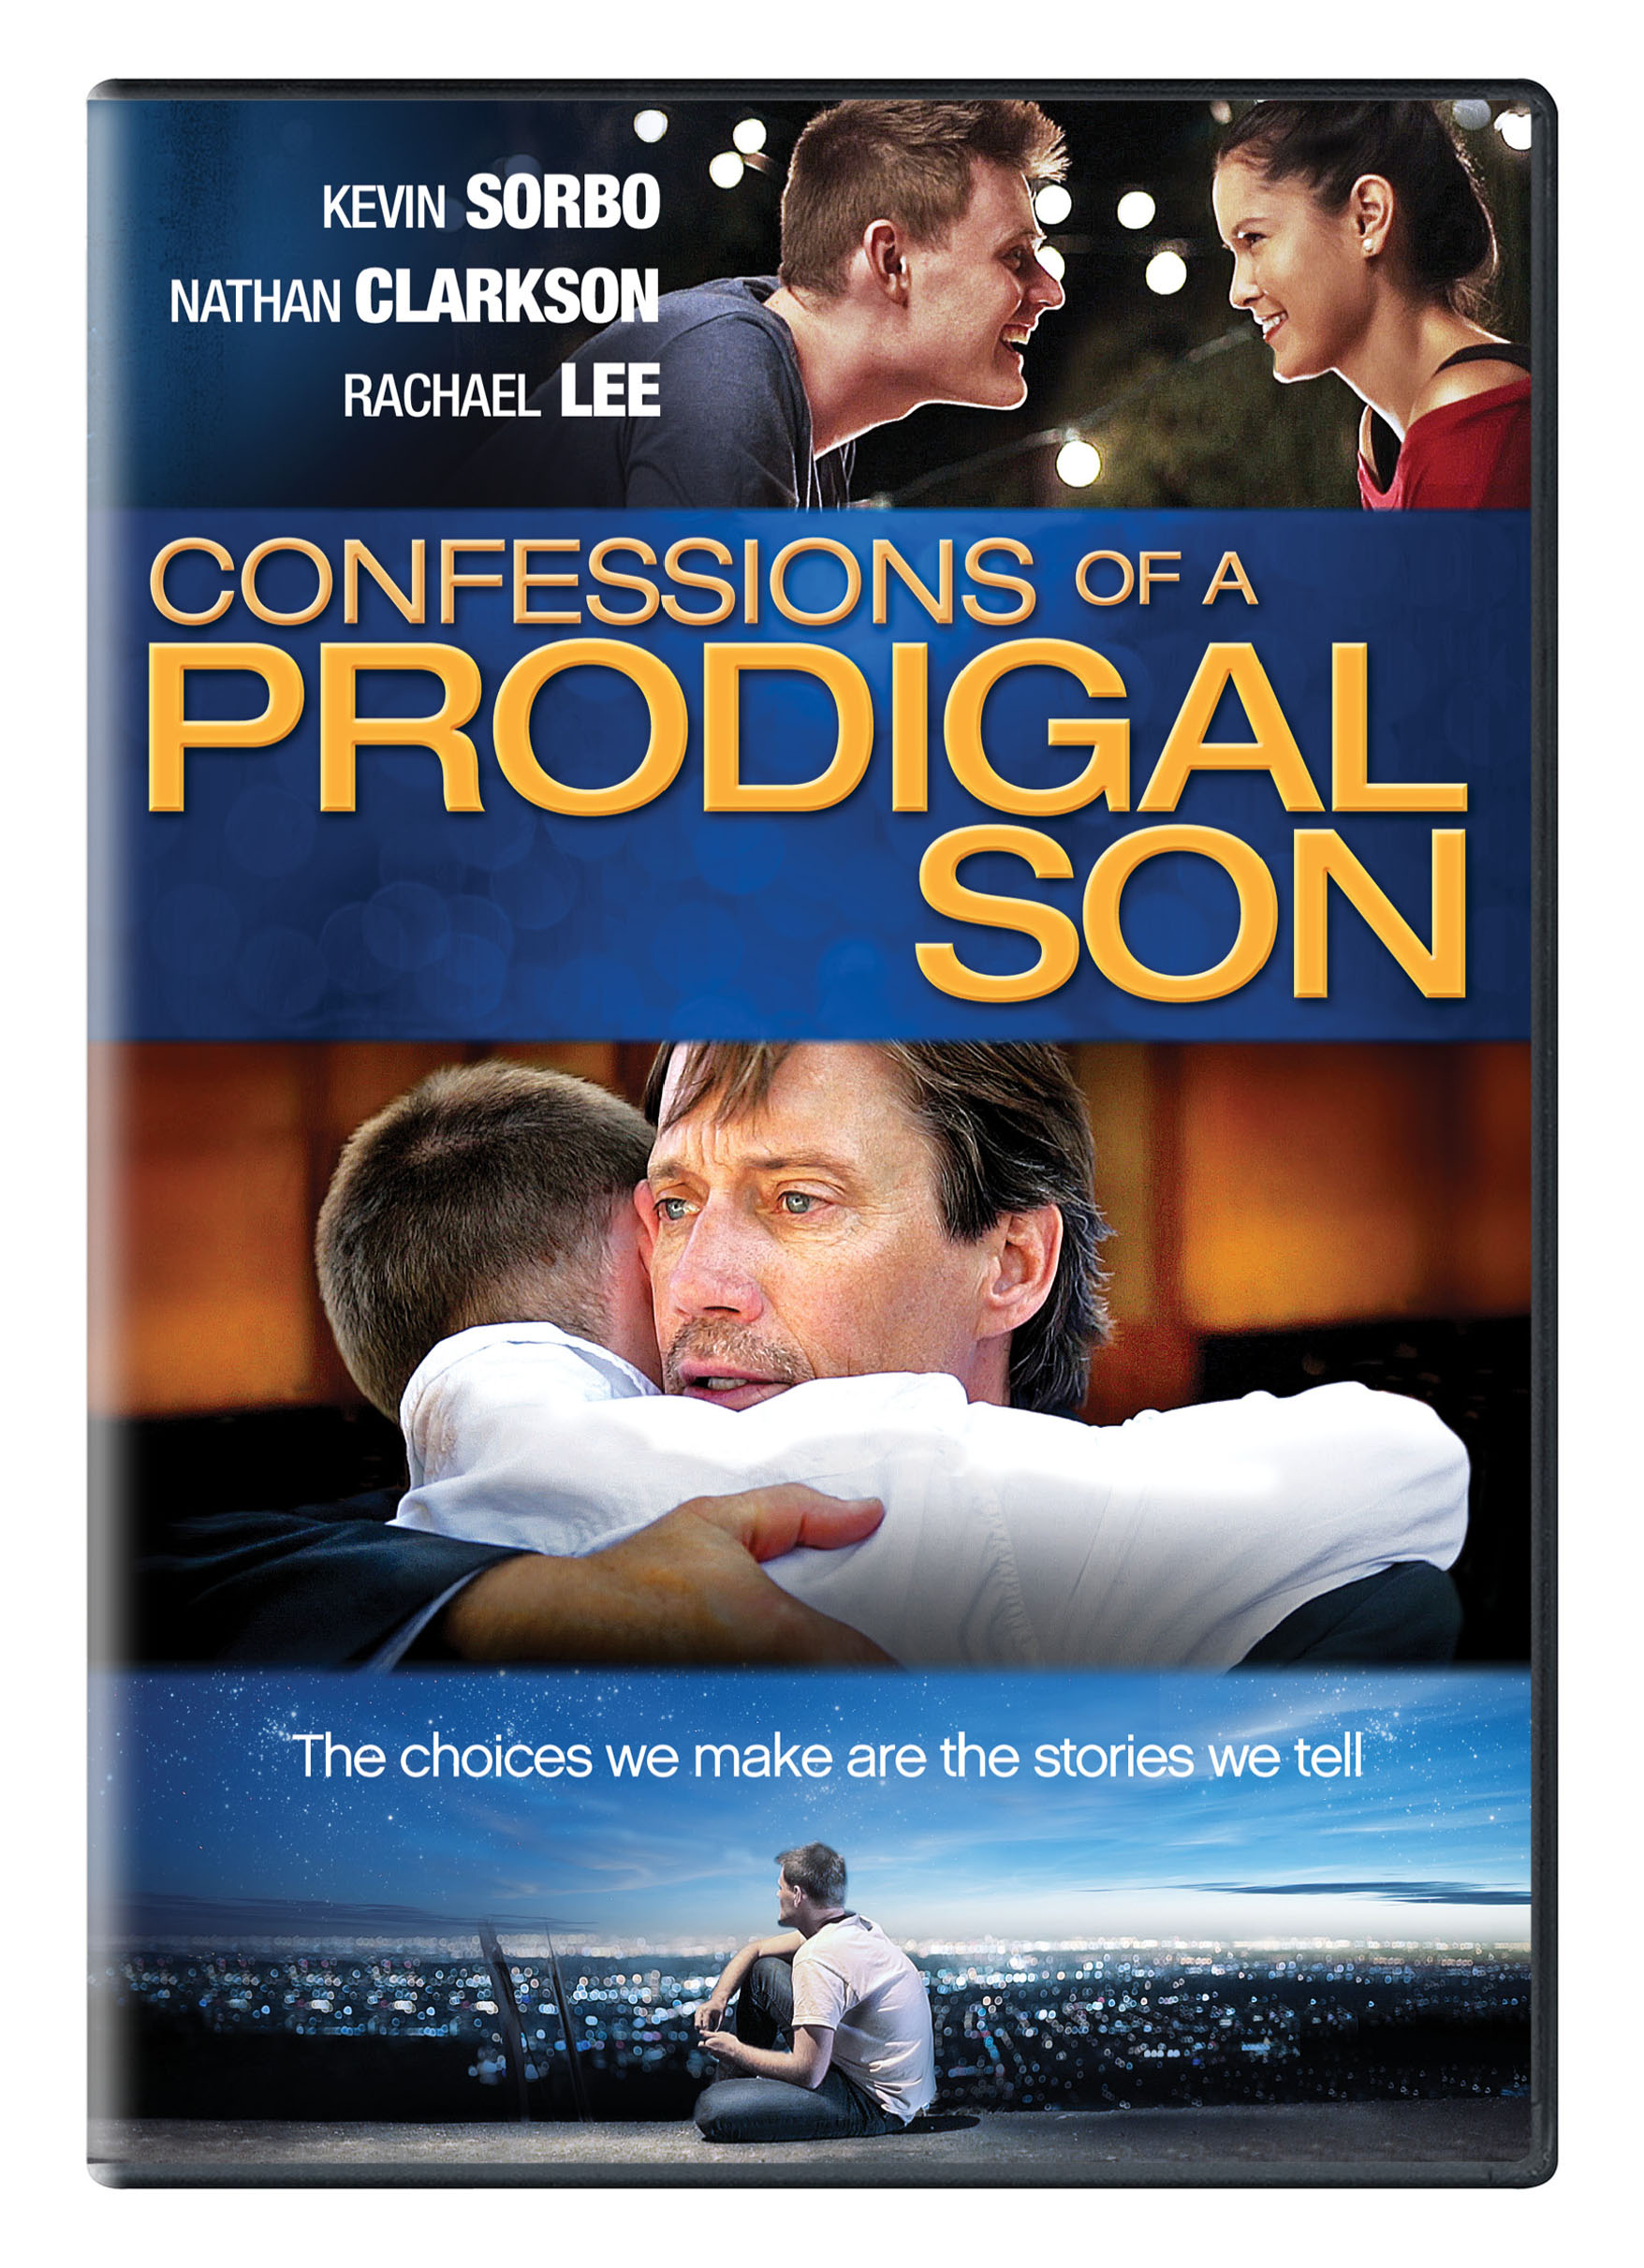 KEVIN SORBO
NATHAN CLARKSON
RACHAEL LEE
CONFESSIONS OF A
PRODIGAL
SON
The choices we make are the stories we tell